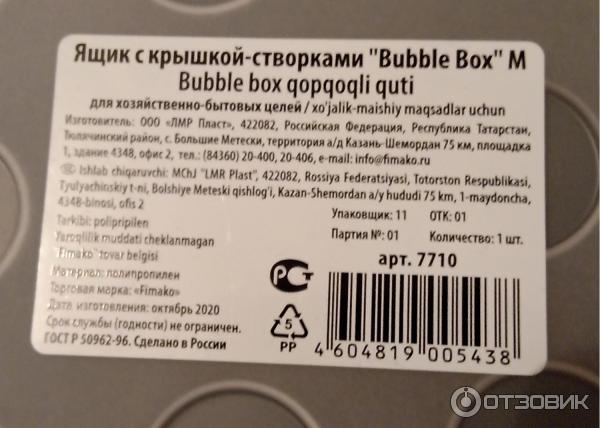 Ящик с крышкой-створками "Bubble Box" M
Bubble box qopqoqli quti
для хозяйственно-бытовых целей / xo'jalik-maishiy maqsadlar uchun
Изготовитель: ООО «ЛМР Пласт», 422082, Российская Федерация, Республика Татарстан,
Тюлячинский район, с. Большие Метески, территория а/д Казань-Шемордан 75 км, площадка
1, здание 4348, офис 2, тел.: (84360) 20-400, 20-406, e-mail: info@fimako.ru
Ishlab chiqaruvchi: MChJ "LMR Plast", 422082, Rossiya Federatsiyasi, Totorston Respublikasi,
Tyulyachinskiy t-ni, Bolshiye Meteski qishlog'i, Kazan-Shemordan a/y hududi 75 km, 1-maydoncha,
4348-binosi, ofis 2
Tarkibi: polipripilen
Yaroqlilik muddati cheklanmagan
"Fimako" tovar belgisi
Материал: полипропилен
Торговая марка: «Fimako»
Дата изготовления: октябрь 2020
Срок службы (годности) не ограничен.
ГОСТ Р 50962-96. Сделано в России
Упаковщик: 11 ОТК: 01
Партия №: 01 Количество: 1 шт.
арт. 7710
РСТ
5
PP
4 604819 005438
ОТЗОВИК